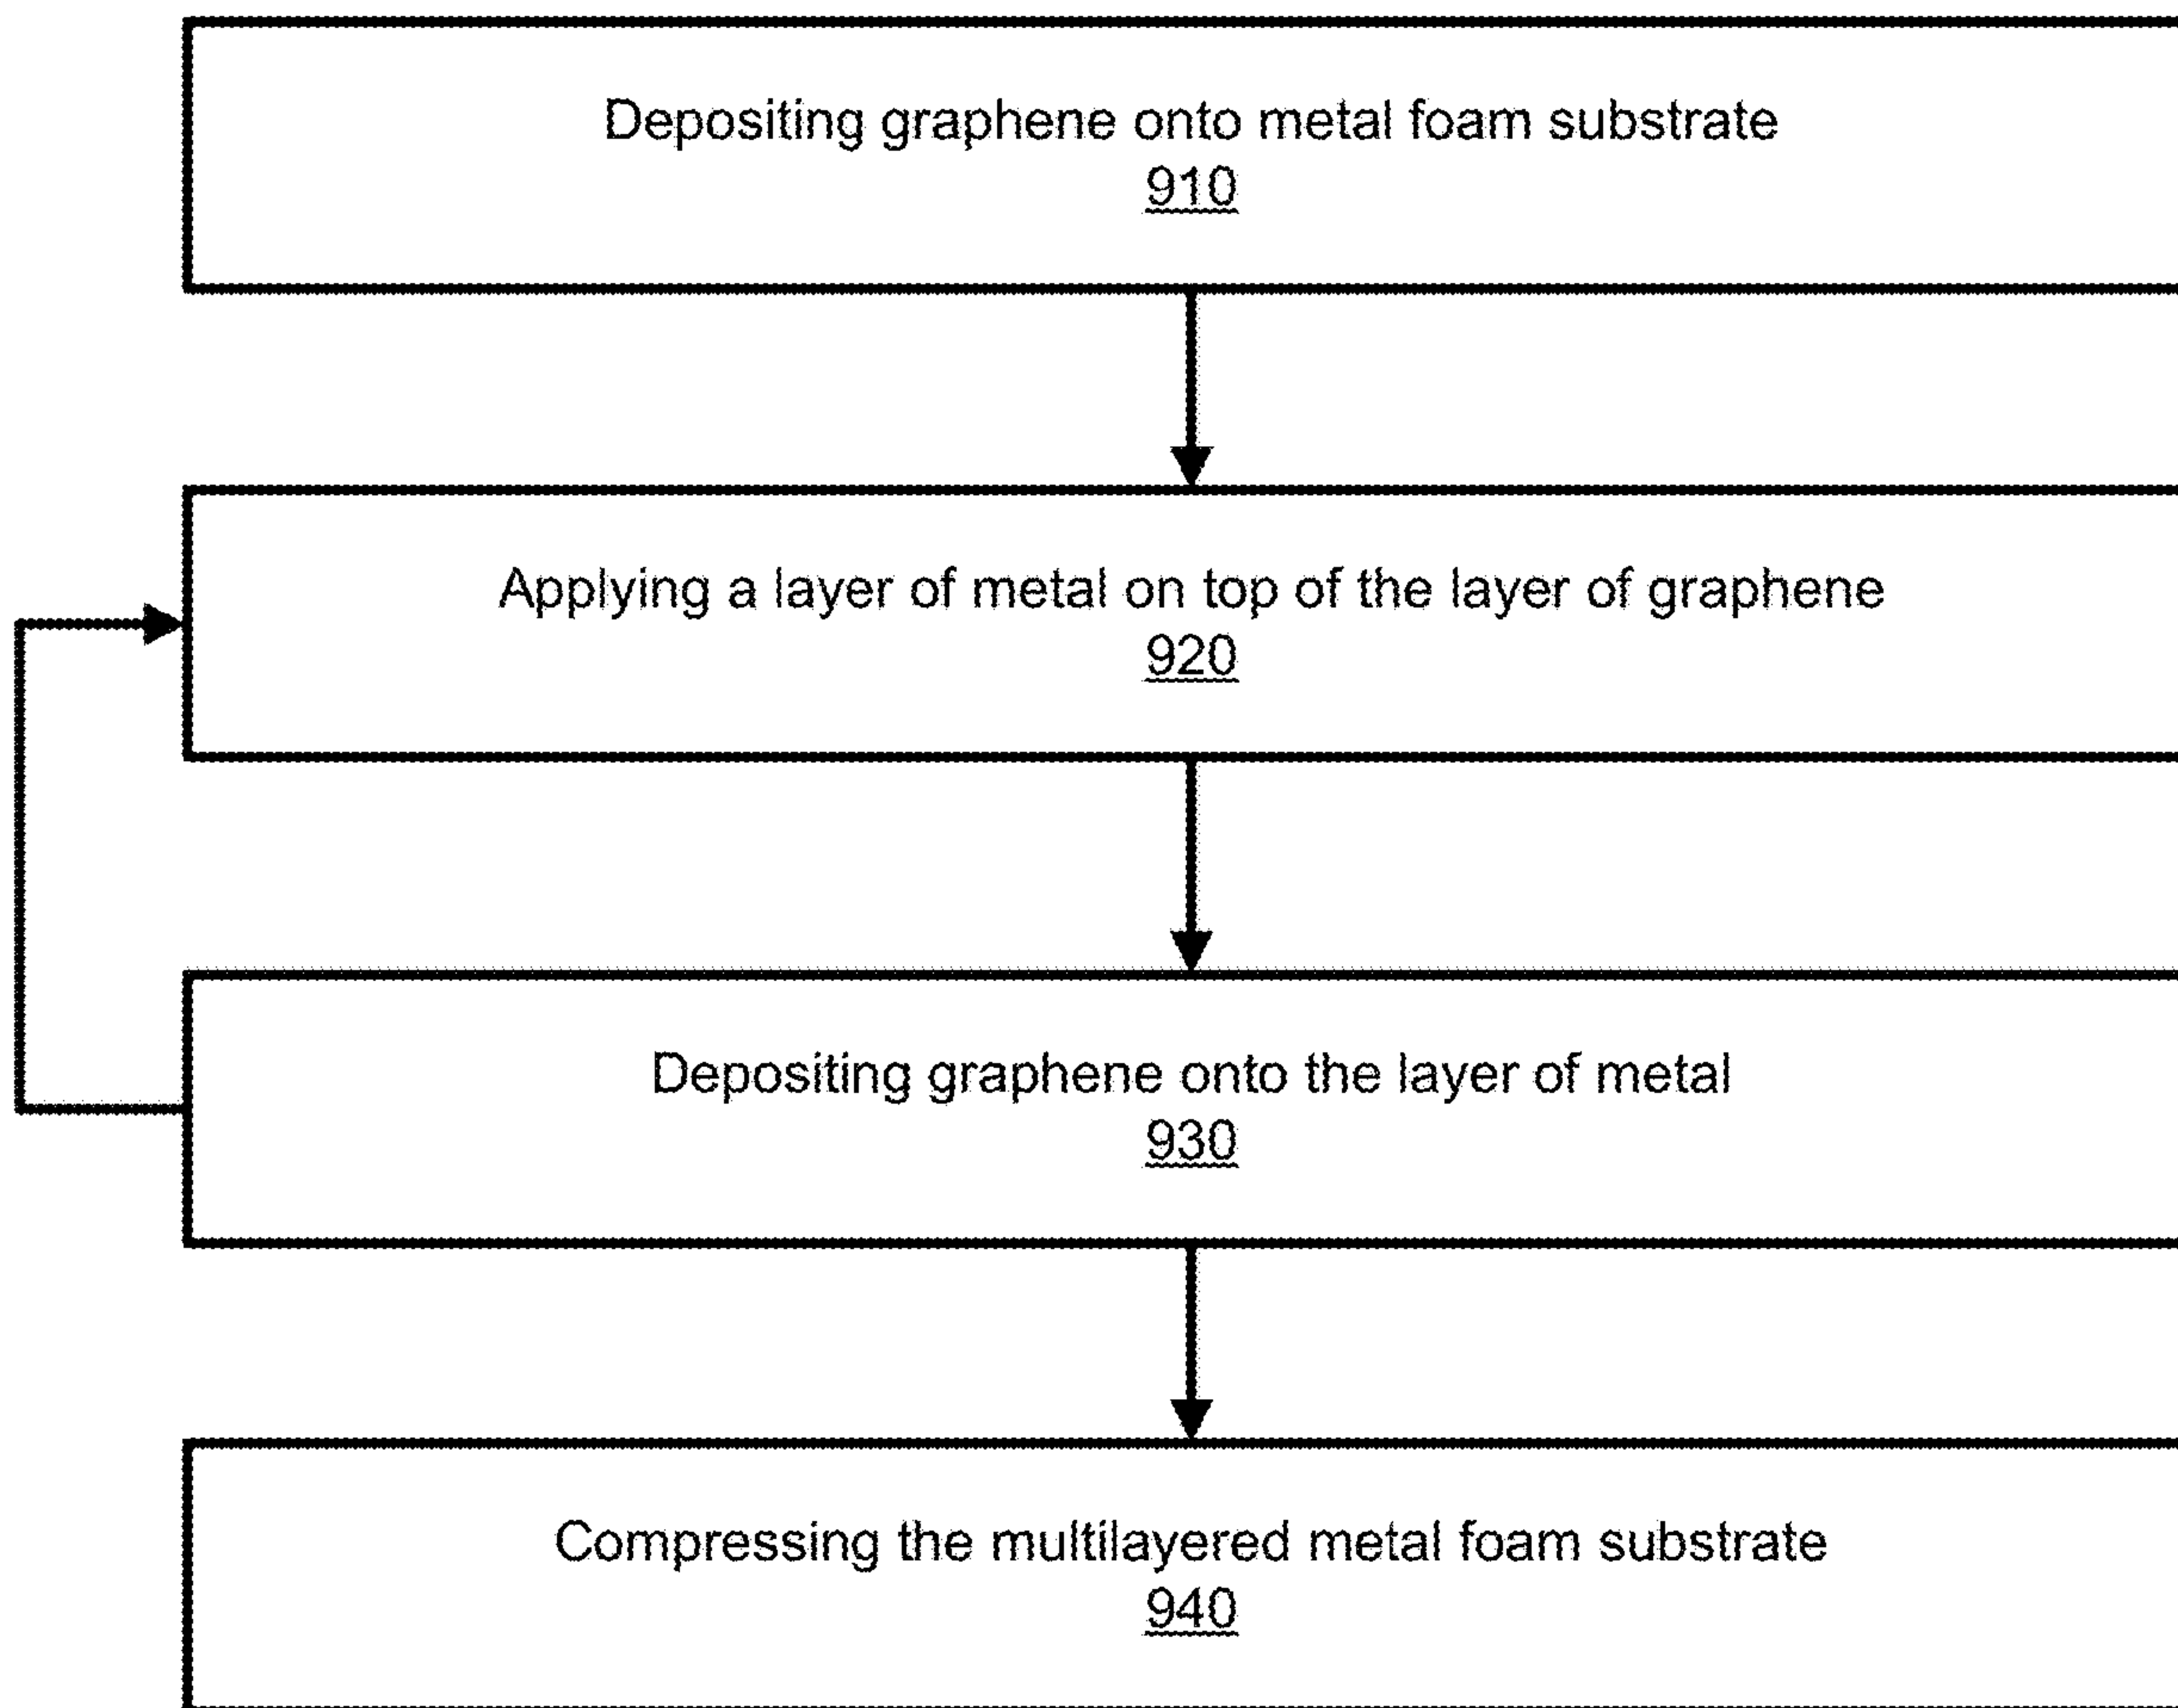 Depositing graphene onto metal foam substrate
910
Applying a layer of metal on top of the layer of graphene
920
Depositing graphene onto the layer of metal
930
Compressing the multilayered metal foam substrate
940